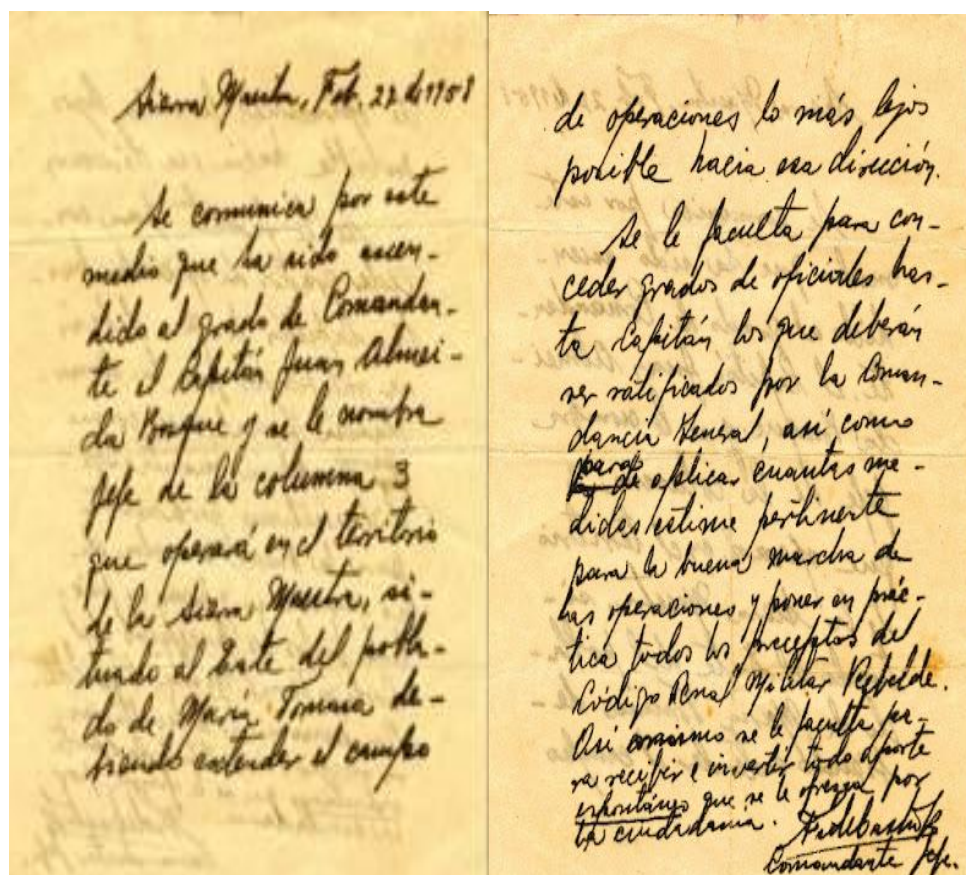 Sierra Maestra, Feb. 27 de 1958
Se comunica por este
medio que ha sido ascen-
dido al grado de Comandan-
te el Capitán Juan Almei-
da Bosque y se le nombra
Jefe de la columna 3
que operará en el territorio
de la Sierra Maestra, si-
tuado al Este del pobla-
do de María Tomasa de-
biendo extender el campo
de operaciones lo más lejos
posible hacia esa dirección.
Se le faculta para con-
ceder grados de oficiales has-
ta Capitán los que deberán
ser ratificados por la Coman-
dancia General, así como
para aplicar cuantas me-
didas estime pertinente
para la buena marcha de
las operaciones y poner en prác-
tica todos los preceptos del
Código Penal Militar Rebelde.
Así mismo se le faculta pa-
ra recibir e invertir todo aporte
espontáneo que se le ofrezca por
la ciudadanía. Fidel Castro R
Comandante Jefe.